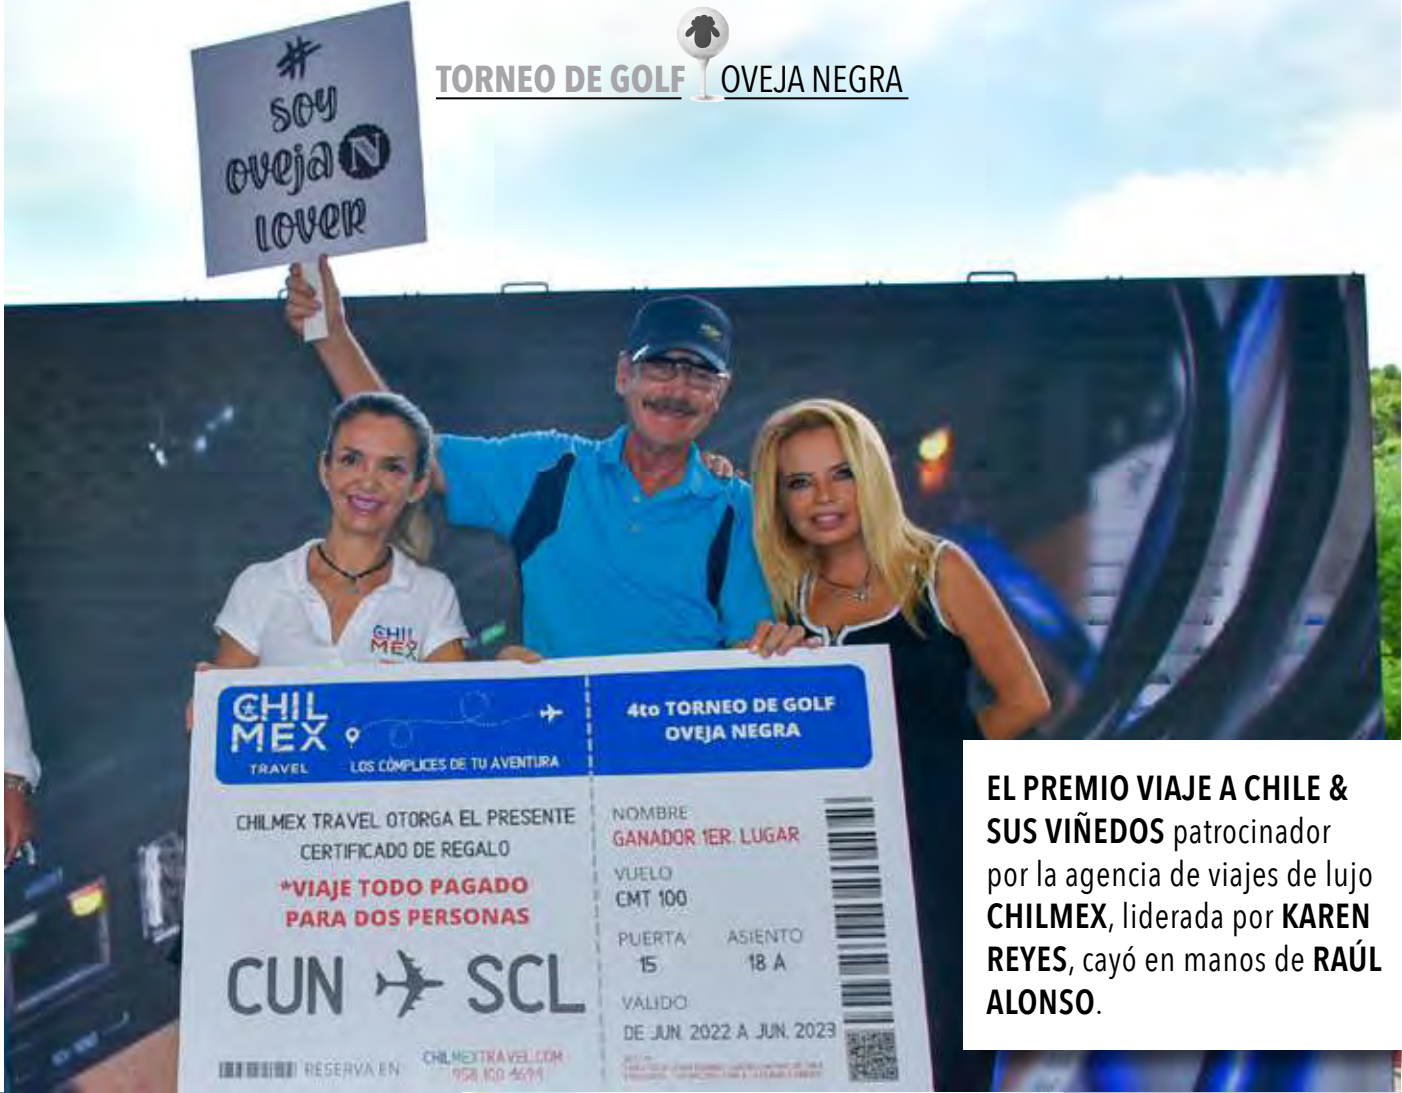 TORNEO DE GOLF OVEJA NEGRA
#
SOY
oveja N
LOVER
CHIL
MEX
CHIL
MEX
TRAVEL
LOS CÓMPLICES DE TU AVENTURA
4to TORNEO DE GOLF
OVEJA NEGRA
CHILMEX TRAVEL OTORGA EL PRESENTE
CERTIFICADO DE REGALO
*VIAJE TODO PAGADO
PARA DOS PERSONAS
CUN SCL
RESERVA EN
CHILMEXTRAVEL.COM
NOMBRE
GANADOR 1ER. LUGAR
VUELO
CMT 100
PUERTA ASIENTO
15 18 A
VALIDO
DE JUN. 2022 A JUN. 2023
EL PREMIO VIAJE A CHILE &
SUS VIÑEDOS patrocinador
por la agencia de viajes de lujo
CHILMEX, liderada por KAREN
REYES, cayó en manos de RAÚL
ALONSO.